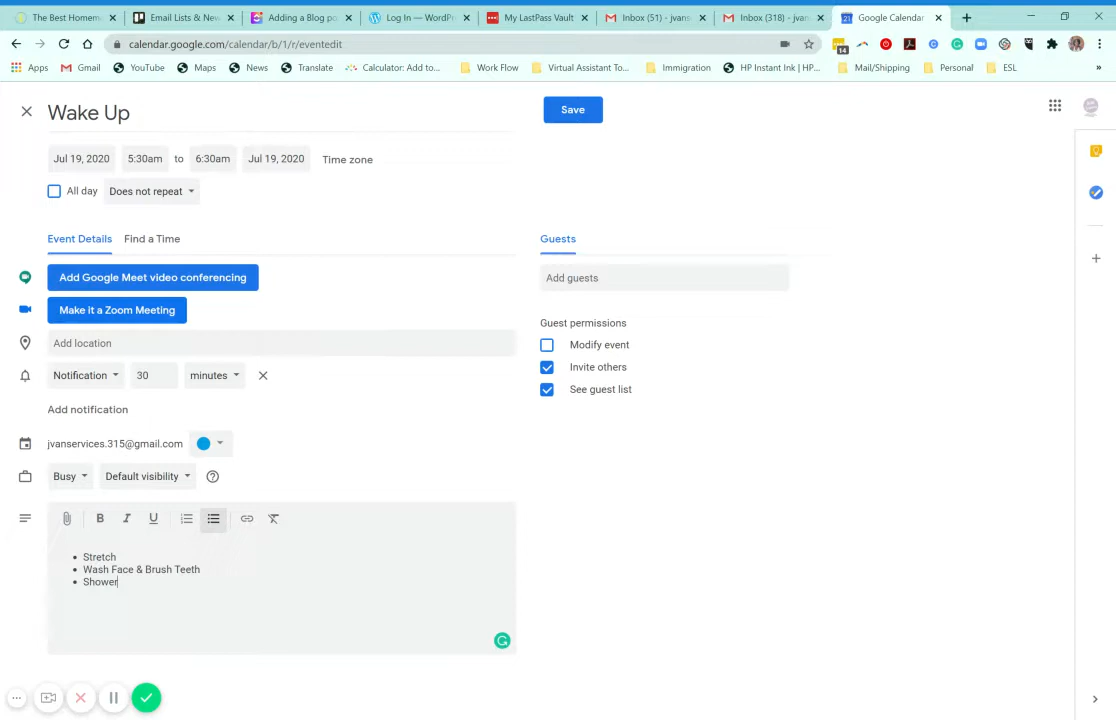 The Best Homema
Email Lists & New
Adding a Blog po
Log In — WordPr
My LastPass Vault
Inbox (51) - jvans
Inbox (318) - jvan
Google Calendar
calendar.google.com/calendar/b/1/r/eventedit
14
Apps
Gmail
YouTube
Maps
News
Translate
Calculator: Add to...
Work Flow
Virtual Assistant To...
Immigration
HP Instant Ink | HP...
Mail/Shipping
Personal
ESL
»
Wake Up
Save
Jul 19, 2020 5:30am to 6:30am Jul 19, 2020 Time zone
All day Does not repeat
Event Details Find a Time
Guests
Add Google Meet video conferencing
Add guests
Make it a Zoom Meeting
Guest permissions
Add location
Modify event
Invite others
Notification 30 minutes
See guest list
Add notification
jvanservices.315@gmail.com
Busy Default visibility
B I U
• Stretch
• Wash Face & Brush Teeth
• Shower